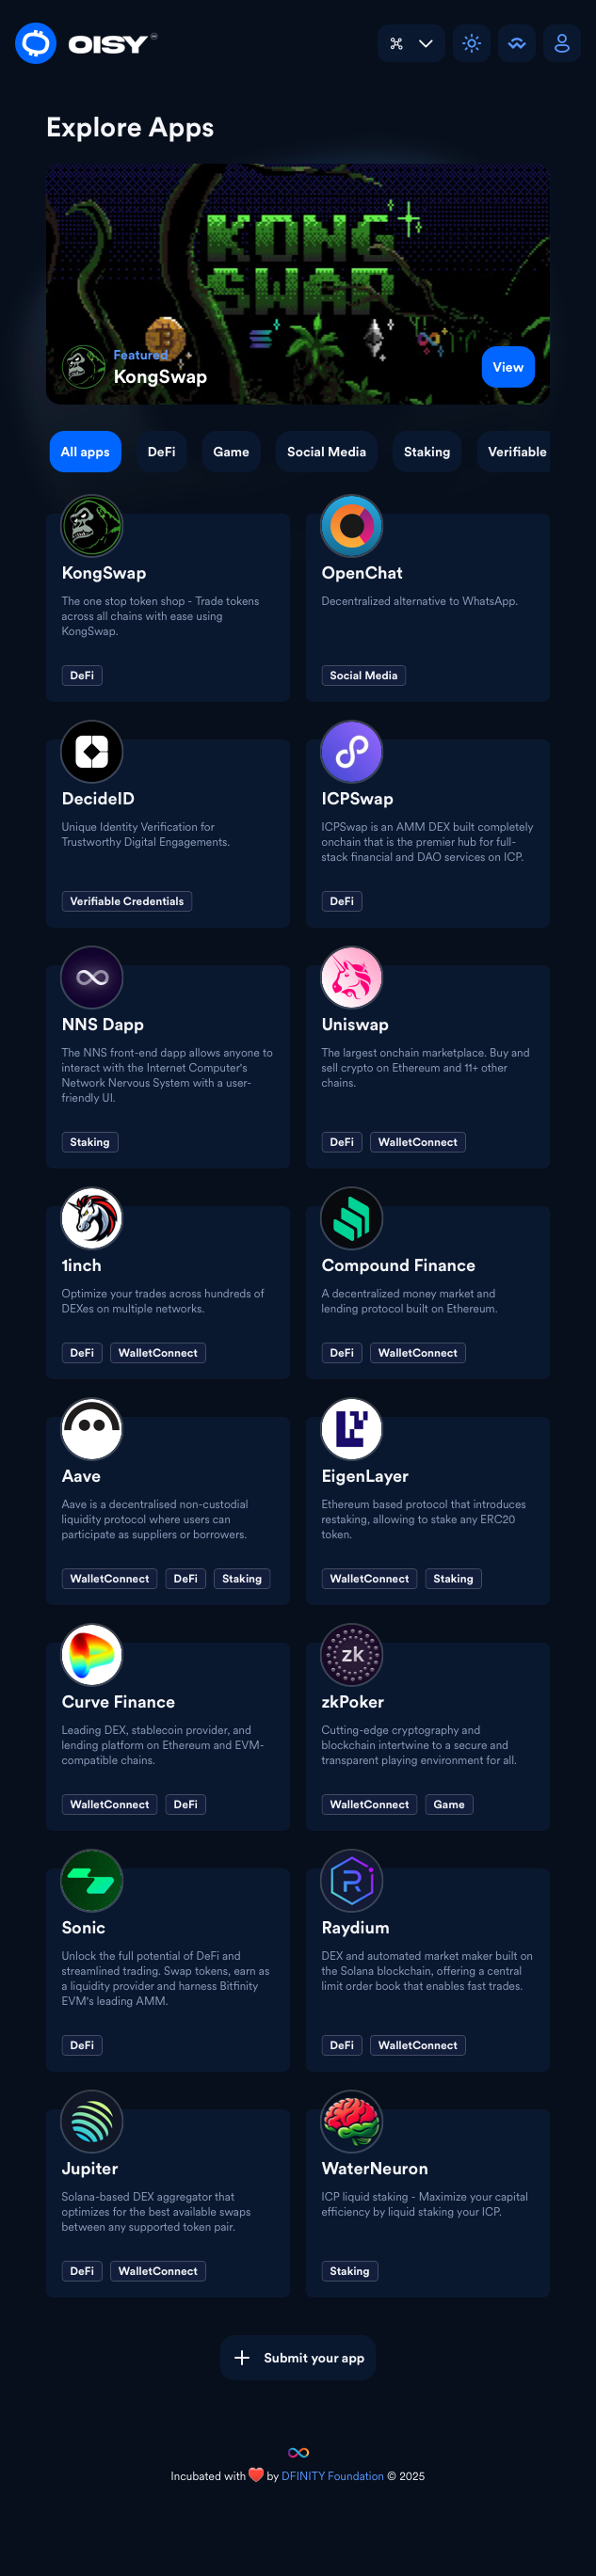 OISY
Explore Apps
KONG
SWAP
Featured
KongSwap
View
All apps
DeFi
Game
Social Media
Staking
Verifiable
KongSwap
The one stop token shop - Trade tokens
across all chains with ease using
KongSwap.
DeFi
OpenChat
Decentralized alternative to WhatsApp.
Social Media
DecideID
Unique Identity Verification for
Trustworthy Digital Engagements.
Verifiable Credentials
ICPSwap
ICPSwap is an AMM DEX built completely
onchain that is the premier hub for full-
stack financial and DAO services on ICP.
DeFi
NNS Dapp
The NNS front-end dapp allows anyone to
interact with the Internet Computer's
Network Nervous System with a user-
friendly UI.
Staking
Uniswap
The largest onchain marketplace. Buy and
sell crypto on Ethereum and 11+ other
chains.
DeFi
WalletConnect
1inch
Optimize your trades across hundreds of
DEXes on multiple networks.
DeFi
WalletConnect
Compound Finance
A decentralized money market and
lending protocol built on Ethereum.
DeFi
WalletConnect
Aave
Aave is a decentralised non-custodial
liquidity protocol where users can
participate as suppliers or borrowers.
WalletConnect
DeFi
Staking
EigenLayer
Ethereum based protocol that introduces
restaking, allowing to stake any ERC20
token.
WalletConnect
Staking
Curve Finance
Leading DEX, stablecoin provider, and
lending platform on Ethereum and EVM-
compatible chains.
WalletConnect
DeFi
zk
zkPoker
Cutting-edge cryptography and
blockchain intertwine to a secure and
transparent playing environment for all.
WalletConnect
Game
Sonic
Unlock the full potential of DeFi and
streamlined trading. Swap tokens, earn as
a liquidity provider and harness Bitfinity
EVM's leading AMM.
DeFi
Raydium
DEX and automated market maker built on
the Solana blockchain, offering a central
limit order book that enables fast trades.
DeFi
WalletConnect
Jupiter
Solana-based DEX aggregator that
optimizes for the best available swaps
between any supported token pair.
DeFi
WalletConnect
WaterNeuron
ICP liquid staking - Maximize your capital
efficiency by liquid staking your ICP.
Staking
Submit your app
Incubated with ❤️ by DFINITY Foundation © 2025